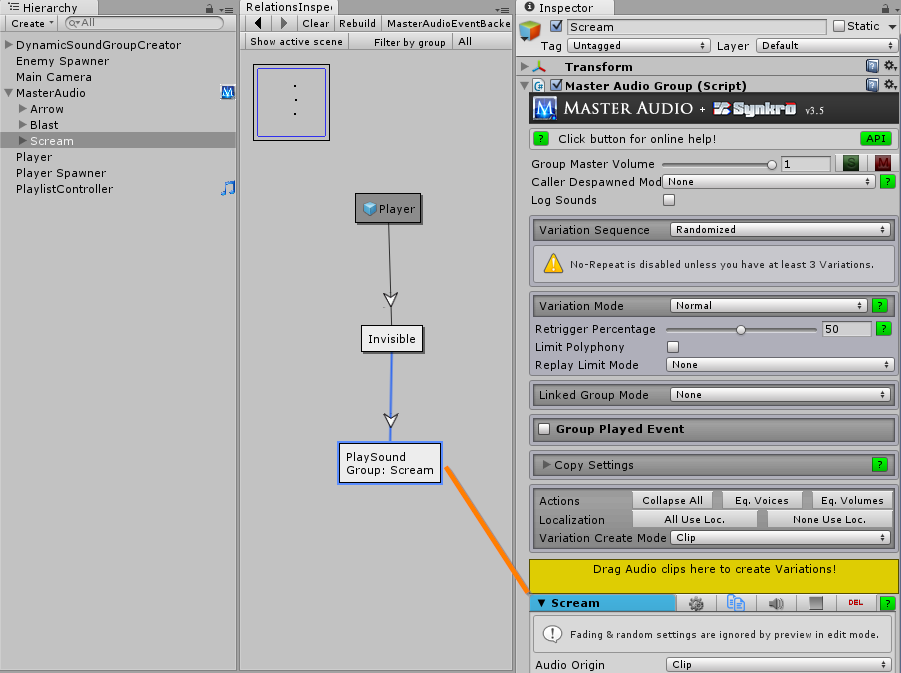 Hierarchy
Create
All
DynamicSoundGroupCreator
Enemy Spawner
Main Camera
MasterAudio
Arrow
Blast
Scream
Player
Player Spawner
PlaylistController
RelationsInspec
Clear Rebuild MasterAudioEventBacke
Show active scene Filter by group All
Player
Invisible
PlaySound
Group: Scream
Inspector
Scream Static
Tag Untagged Layer Default
Transform
Master Audio Group (Script)
MASTER AUDIO + Synkro v3.5
? Click button for online help! API
Group Master Volume 1 S M
Caller Despawned Mod None ?
Log Sounds
Variation Sequence Randomized
No-Repeat is disabled unless you have at least 3 Variations.
Variation Mode Normal ?
Retrigger Percentage 50 ?
Limit Polyphony
Replay Limit Mode None
Linked Group Mode None
Group Played Event
Copy Settings ?
Actions Collapse All Eq. Voices Eq. Volumes
Localization All Use Loc. None Use Loc.
Variation Create Mode Clip
Drag Audio clips here to create Variations!
Scream DEL ?
Fading & random settings are ignored by preview in edit mode.
Audio Origin Clip